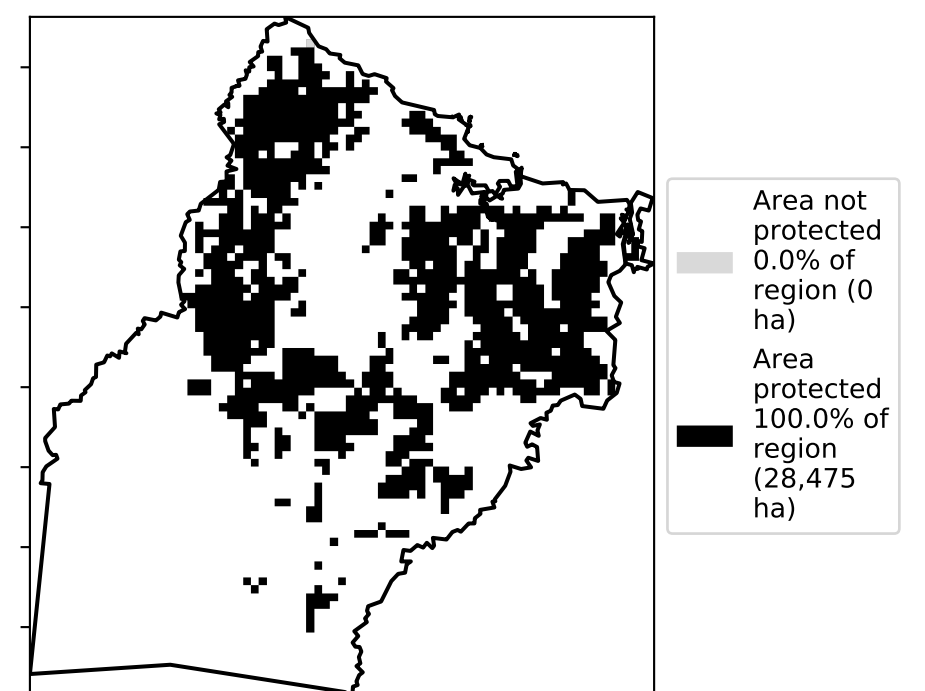 Area not
protected
0.0% of
region (0
ha)
Area
protected
100.0% of
region
(28,475
ha)